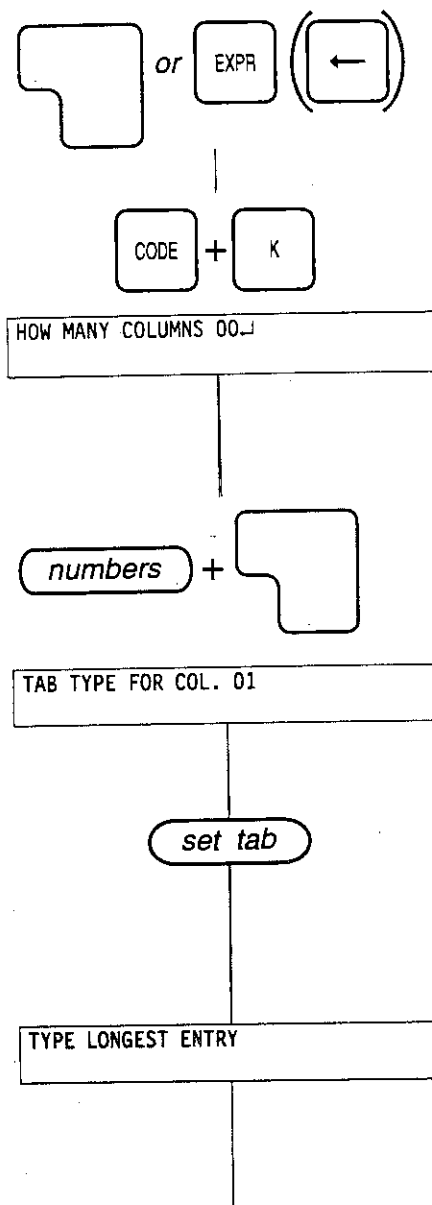 or EXPR (←)
CODE + K
HOW MANY COLUMNS 00↵
numbers +
TAB TYPE FOR COL. 01
set tab
TYPE LONGEST ENTRY